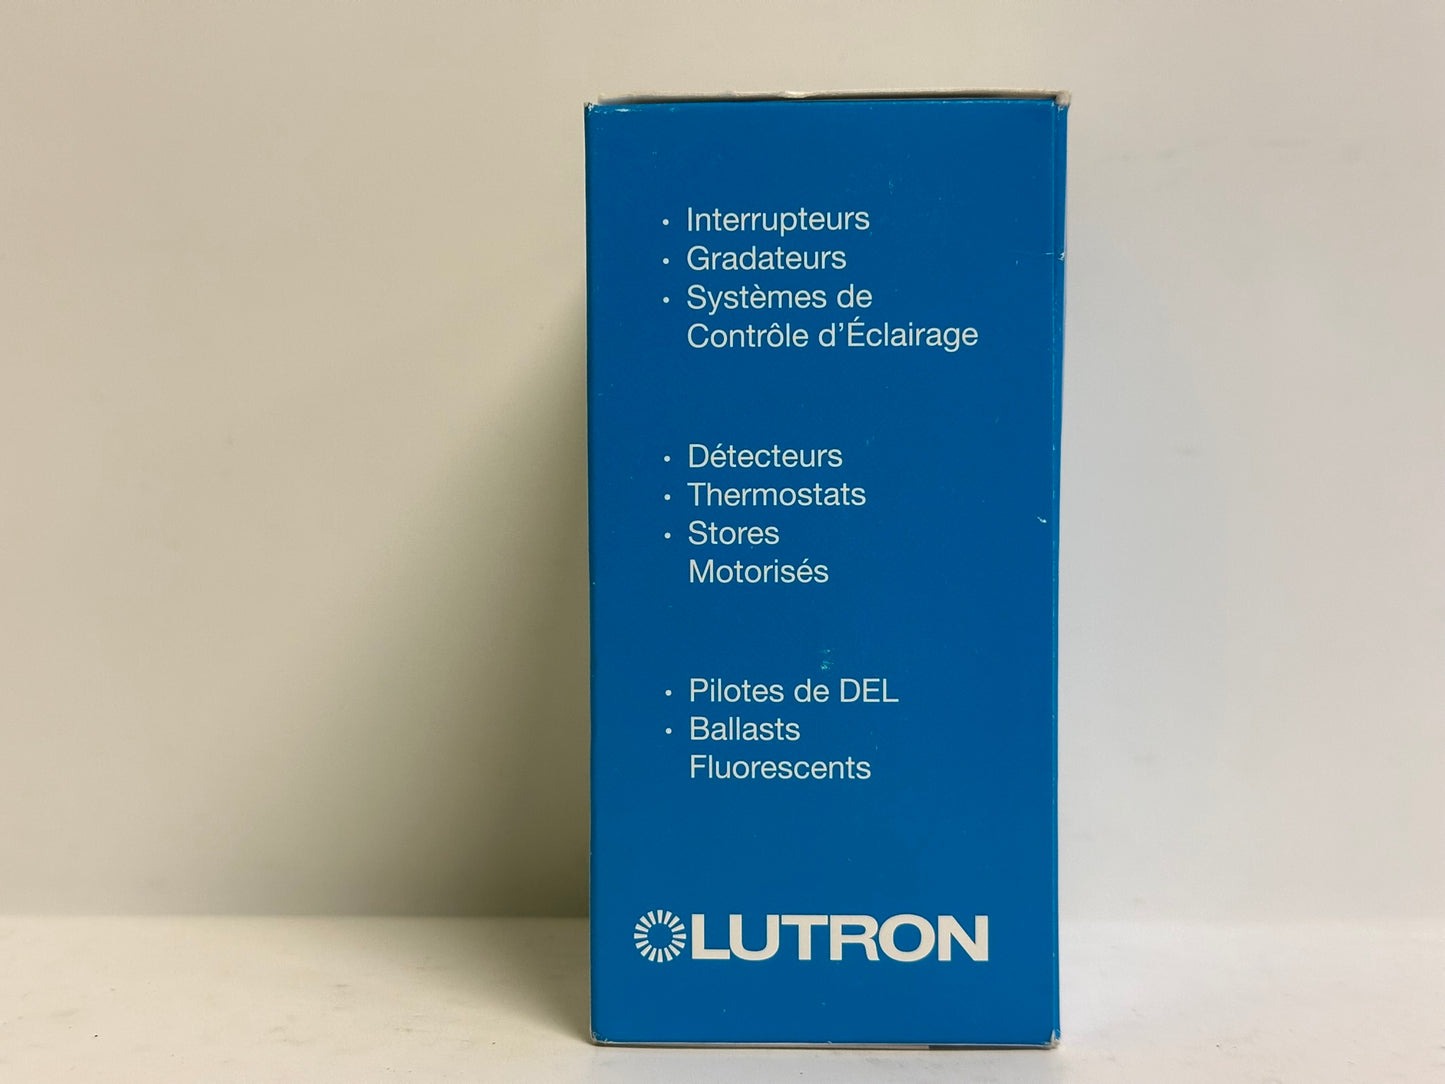 • Interrupteurs
• Gradateurs
• Systèmes de
Contrôle d'Éclairage
• Détecteurs
• Thermostats
• Stores
Motorisés
• Pilotes de DEL
• Ballasts
Fluorescents
LUTRON